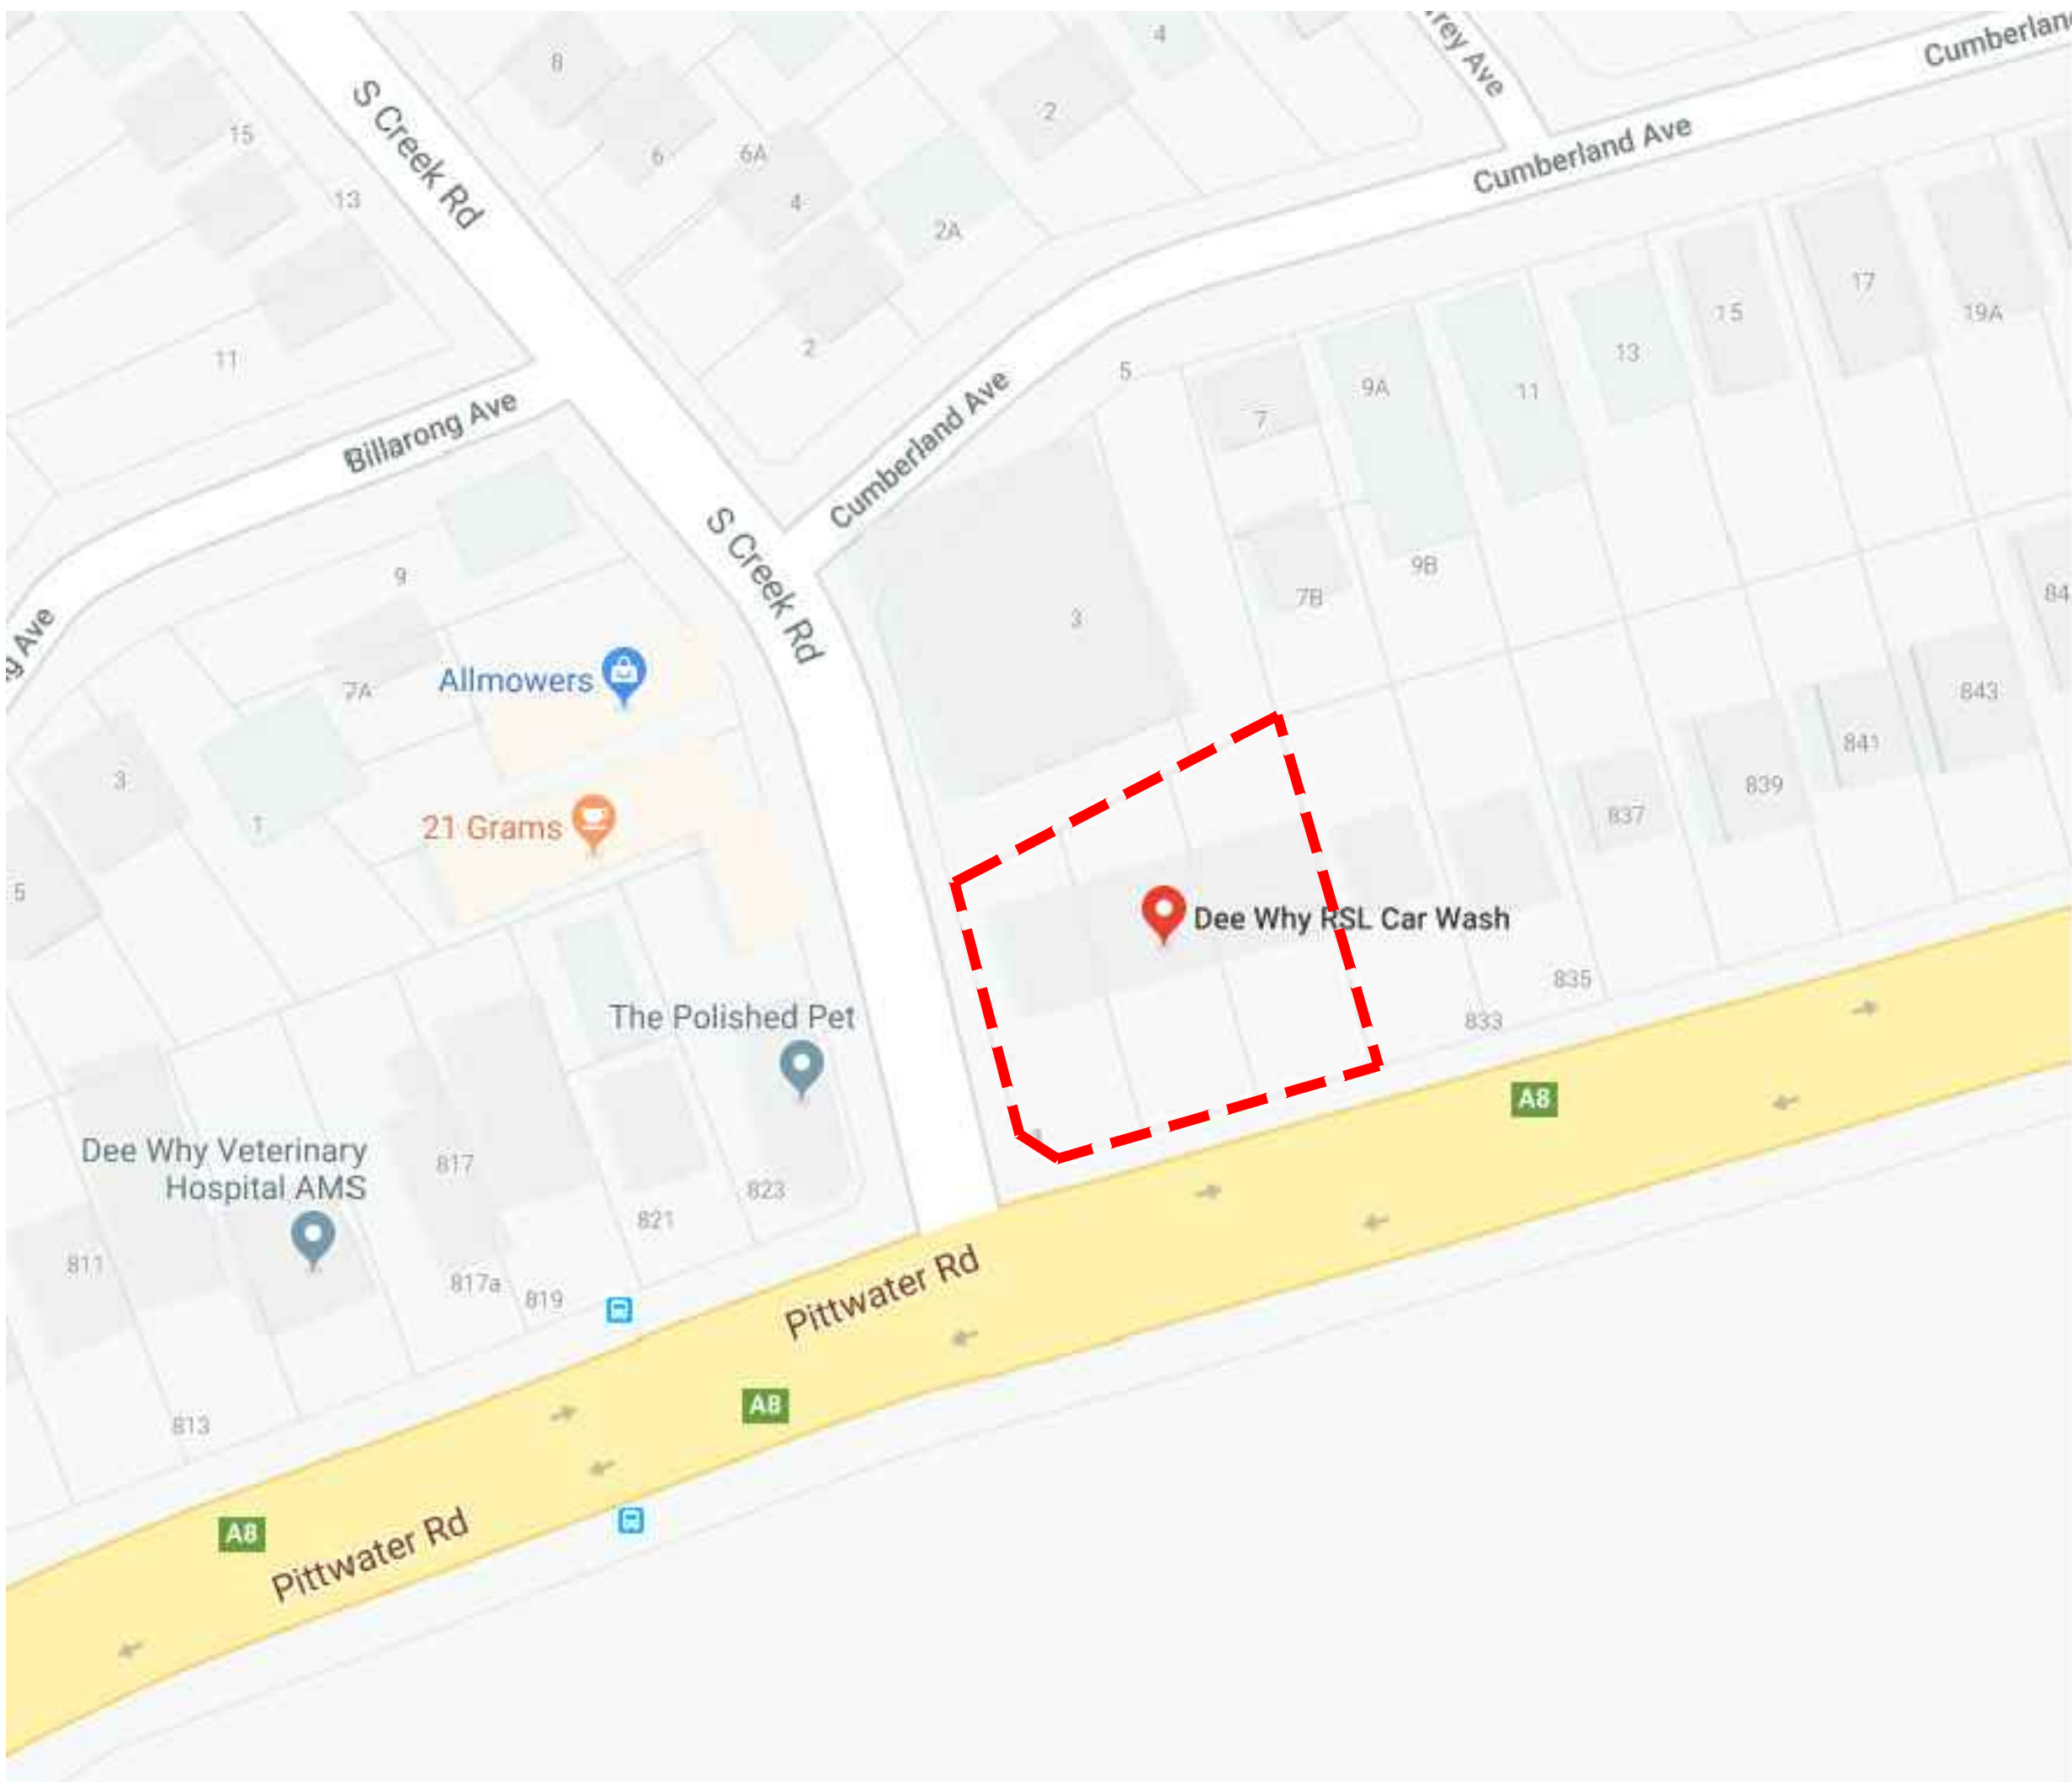 8
4
Cumberland
15
6
6A
2
S Creek Rd
Cumberland Ave
13
4
2A
17
2
15
19A
11
5
13
9A
11
7
Billarong Ave
Cumberland Ave
S Creek Rd
9
9B
7B
3
84
Ave
Allmowers
7A
843
841
3
839
1
21 Grams
837
5
Dee Why RSL Car Wash
835
The Polished Pet
833
A8
Dee Why Veterinary
Hospital AMS
817
823
821
811
817a
819
Pittwater Rd
A8
813
A8
Pittwater Rd